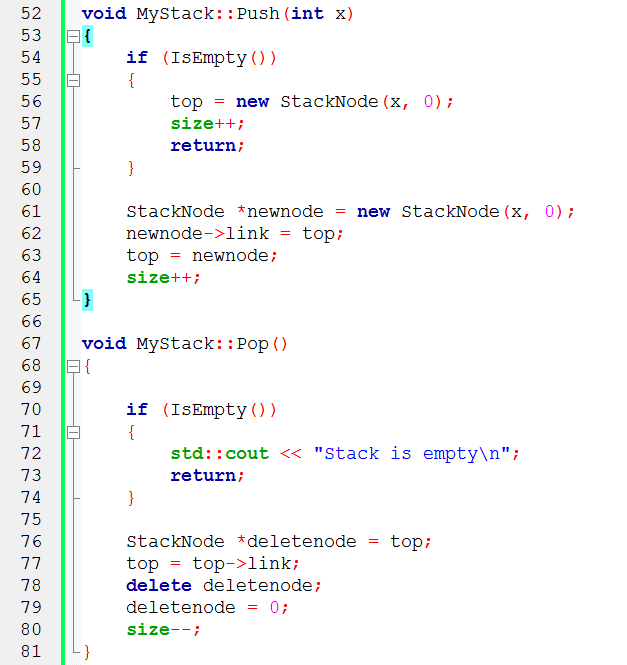 52 void MyStack::Push(int x)
53 {
54     if (IsEmpty())
55     {
56         top = new StackNode(x, 0);
57         size++;
58         return;
59     }
60
61     StackNode *newnode = new StackNode(x, 0);
62     newnode->link = top;
63     top = newnode;
64     size++;
65 }
66
67 void MyStack::Pop()
68 {
69
70     if (IsEmpty())
71     {
72         std::cout << "Stack is empty\n";
73         return;
74     }
75
76     StackNode *deletenode = top;
77     top = top->link;
78     delete deletenode;
79     deletenode = 0;
80     size--;
81 }